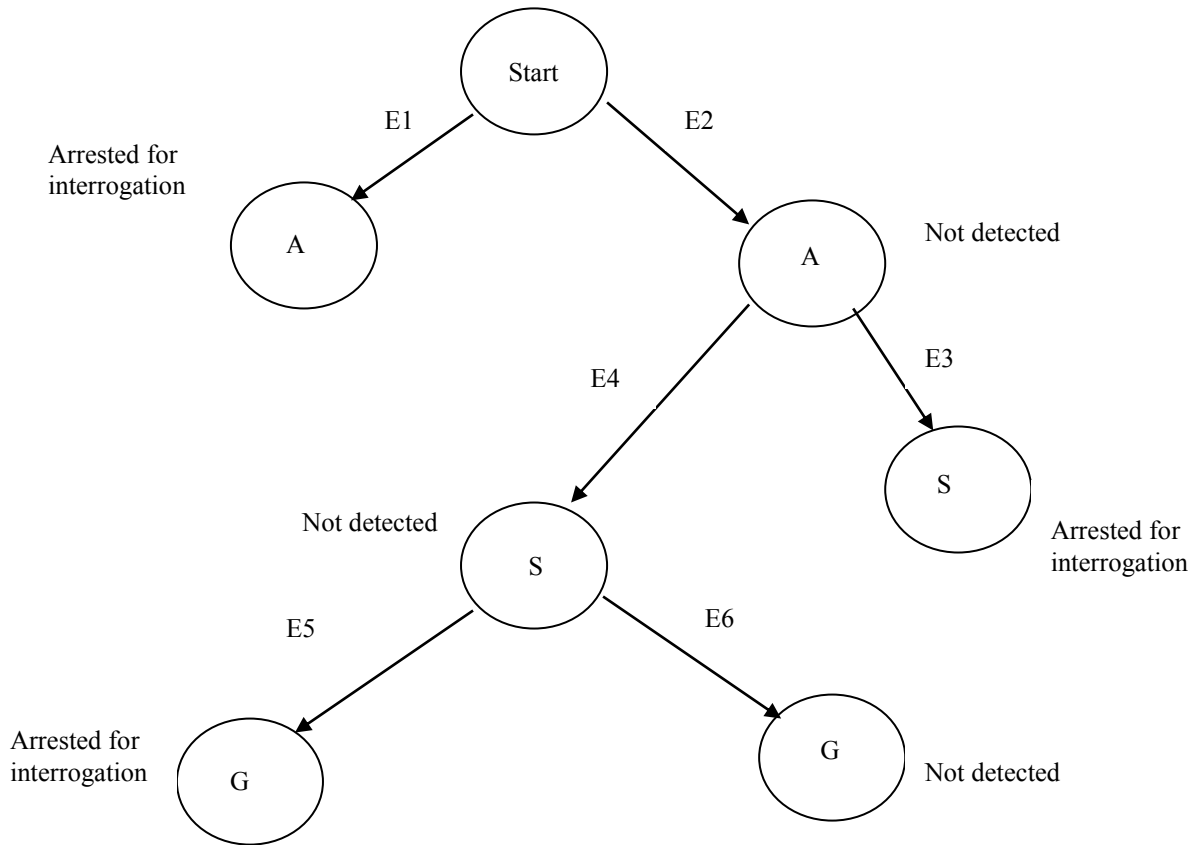 Start
E1
E2
Arrested for
interrogation
A
Not detected
A
E3
E4
S
Not detected
Arrested for
interrogation
S
E5
E6
Arrested for
interrogation
G
G
Not detected